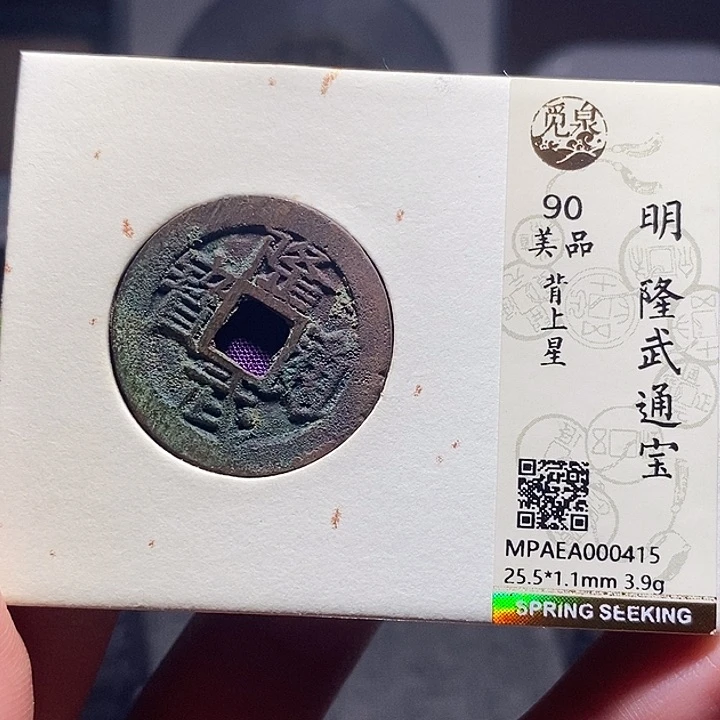 隆武通寶
觅泉
明 隆武通宝
90
美品
背上星
MPAEA000415
25.5*1.1mm 3.9g
SPRING SEEKING